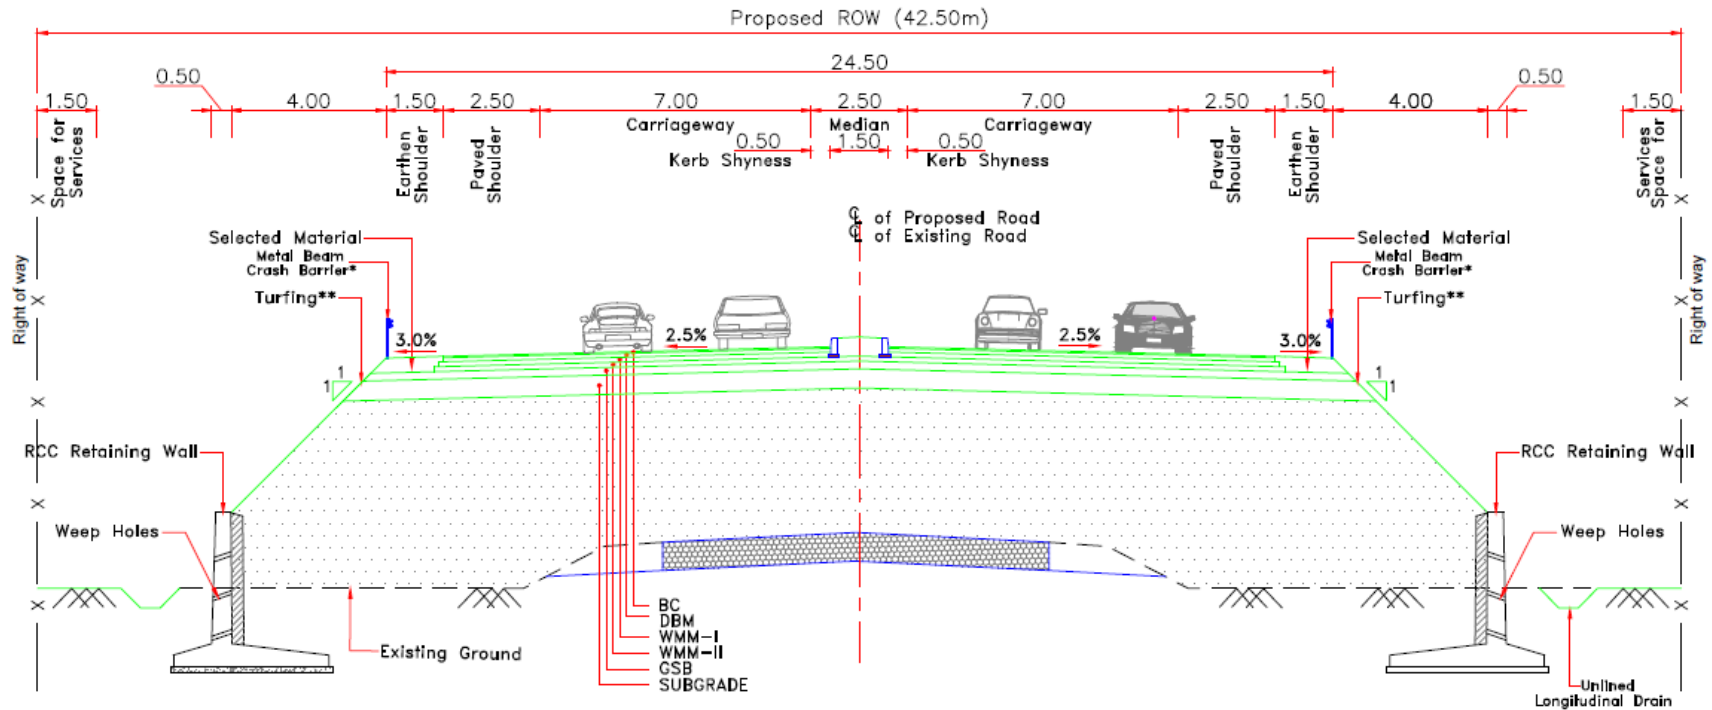 Proposed ROW (42.50m)
24.50
0.50
0.50
1.50
4.00
1.50
2.50
7.00
2.50
7.00
2.50
1.50
4.00
1.50
Space for
Services
Earthen
Shoulder
Paved
Shoulder
Carriageway
Median
Carriageway
0.50
1.50
0.50
Kerb Shyness
Kerb Shyness
Paved
Shoulder
Earthen
Shoulder
Services
Space for
℄ of Proposed Road
℄ of Existing Road
Selected Material
Metal Beam
Crash Barrier*
Turfing**
Selected Material
Metal Beam
Crash Barrier*
Turfing**
Right of way
Right of way
3.0%
2.5%
2.5%
3.0%
1
1
1
1
RCC Retaining Wall
RCC Retaining Wall
Weep Holes
Weep Holes
BC
DBM
WMM-I
WMM-II
GSB
SUBGRADE
Existing Ground
Unlined
Longitudinal Drain